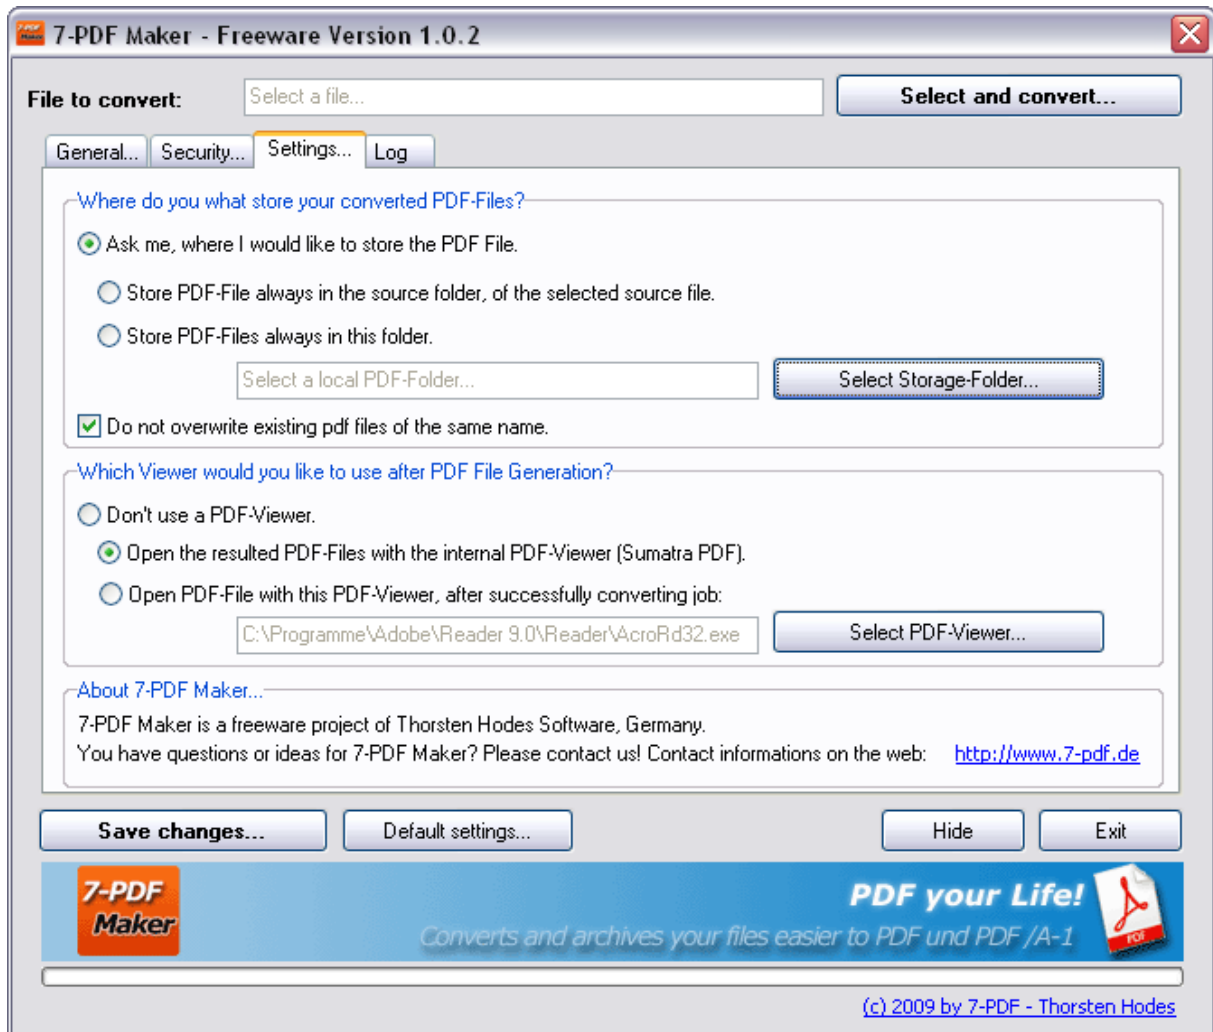 7-PDF Maker - Freeware Version 1.0.2
File to convert:
Select a file...
Select and convert...
General...
Security...
Settings...
Log
Where do you what store your converted PDF-Files?
Ask me, where I would like to store the PDF File.
Store PDF-File always in the source folder, of the selected source file.
Store PDF-Files always in this folder.
Select a local PDF-Folder...
Select Storage-Folder...
Do not overwrite existing pdf files of the same name.
Which Viewer would you like to use after PDF File Generation?
Don't use a PDF-Viewer.
Open the resulted PDF-Files with the internal PDF-Viewer (Sumatra PDF).
Open PDF-File with this PDF-Viewer, after successfully converting job:
C:\Programme\Adobe\Reader 9.0\Reader\AcroRd32.exe
Select PDF-Viewer...
About 7-PDF Maker...
7-PDF Maker is a freeware project of Thorsten Hodes Software, Germany.
You have questions or ideas for 7-PDF Maker? Please contact us! Contact informations on the web: http://www.7-pdf.de
Save changes...
Default settings...
Hide
Exit
7-PDF
Maker
PDF your Life!
Converts and archives your files easier to PDF und PDF /A-1
PDF
(c) 2009 by 7-PDF - Thorsten Hodes